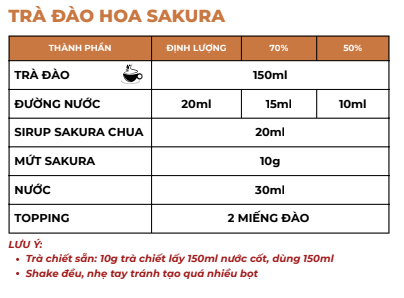 TRÀ ĐÀO HOA SAKURA
THÀNH PHẦN ĐỊNH LƯỢNG 70% 50%
TRÀ ĐÀO 150ml
ĐƯỜNG NƯỚC 20ml 15ml 10ml
SIRUP SAKURA CHUA 20ml
MỨT SAKURA 10g
NƯỚC 30ml
TOPPING 2 MIẾNG ĐÀO
LƯU Ý:
• Trà chiết sẵn: 10g trà chiết lấy 150ml nước cốt, dùng 150ml
• Shake đều, nhẹ tay tránh tạo quá nhiều bọt